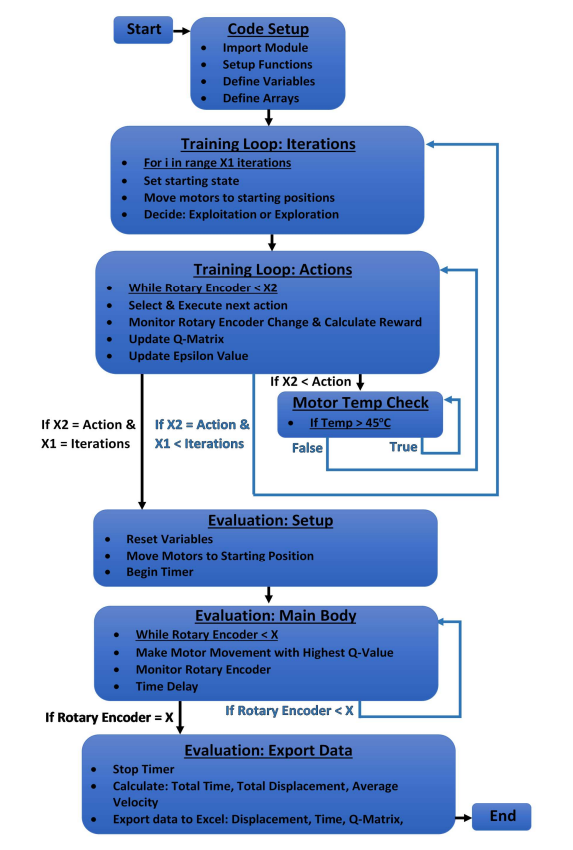 Start
Code Setup
• Import Module
• Setup Functions
• Define Variables
• Define Arrays
Training Loop: Iterations
• For i in range X1 iterations
• Set starting state
• Move motors to starting positions
• Decide: Exploitation or Exploration
Training Loop: Actions
• While Rotary Encoder < X2
• Select & Execute next action
• Monitor Rotary Encoder Change & Calculate Reward
• Update Q-Matrix
• Update Epsilon Value
If X2 < Action
Motor Temp Check
• If Temp > 45°C
False
True
If X2 = Action &
X1 = Iterations
If X2 = Action &
X1 < Iterations
Evaluation: Setup
• Reset Variables
• Move Motors to Starting Position
• Begin Timer
Evaluation: Main Body
• While Rotary Encoder < X
• Make Motor Movement with Highest Q-Value
• Monitor Rotary Encoder
• Time Delay
If Rotary Encoder = X
If Rotary Encoder < X
Evaluation: Export Data
• Stop Timer
• Calculate: Total Time, Total Displacement, Average
Velocity
• Export data to Excel: Displacement, Time, Q-Matrix,
End